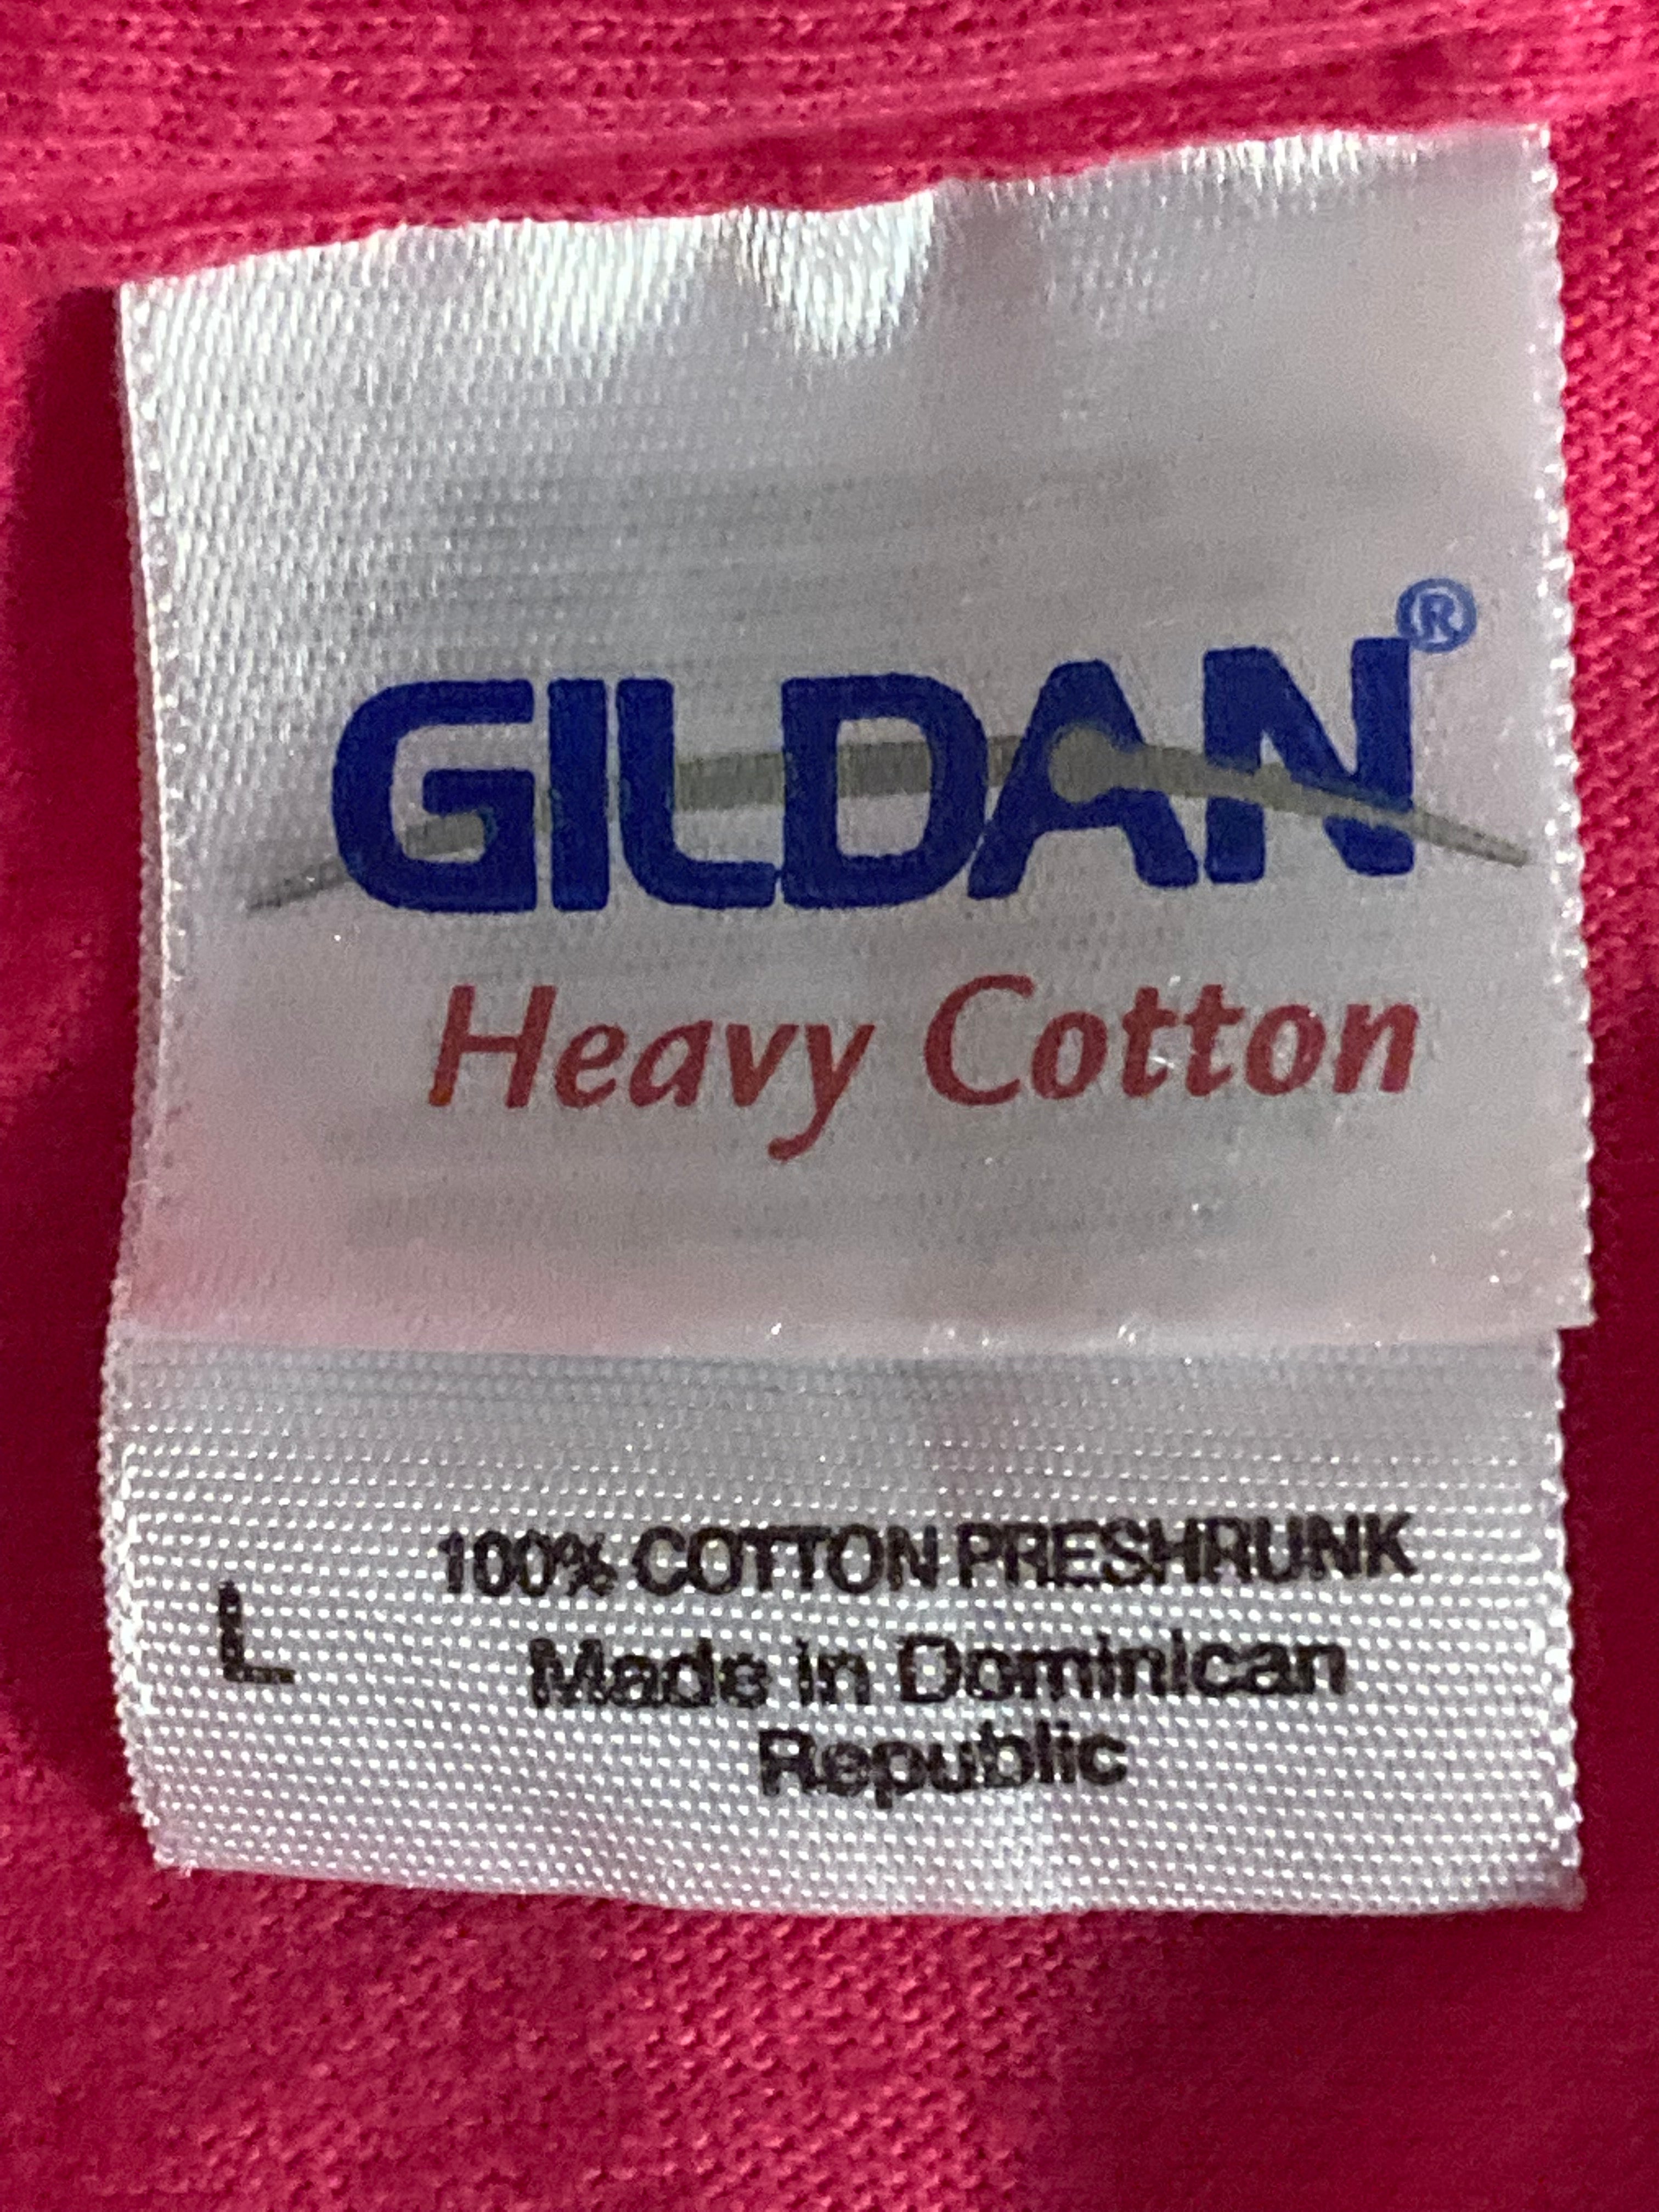 GILDAN®
Heavy Cotton
100% COTTON PRESHRUNK
L
Made in Dominican
Republic